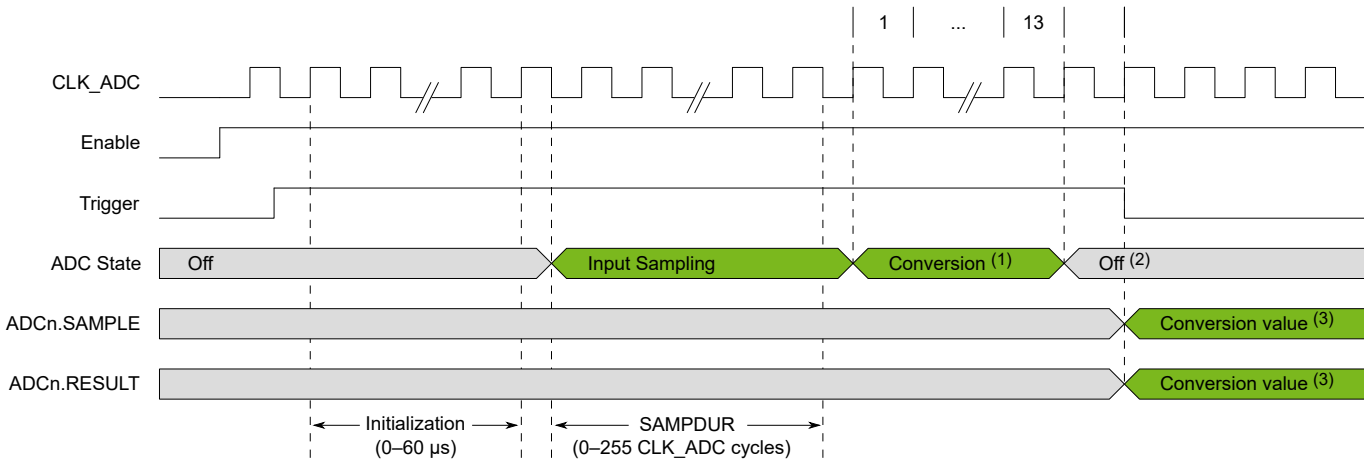 1 ... 13
CLK_ADC
Enable
Trigger
ADC State Off Input Sampling Conversion (1) Off (2)
ADCn.SAMPLE Conversion value (3)
ADCn.RESULT Conversion value (3)
Initialization SAMPDUR
(0–60 µs) (0–255 CLK_ADC cycles)